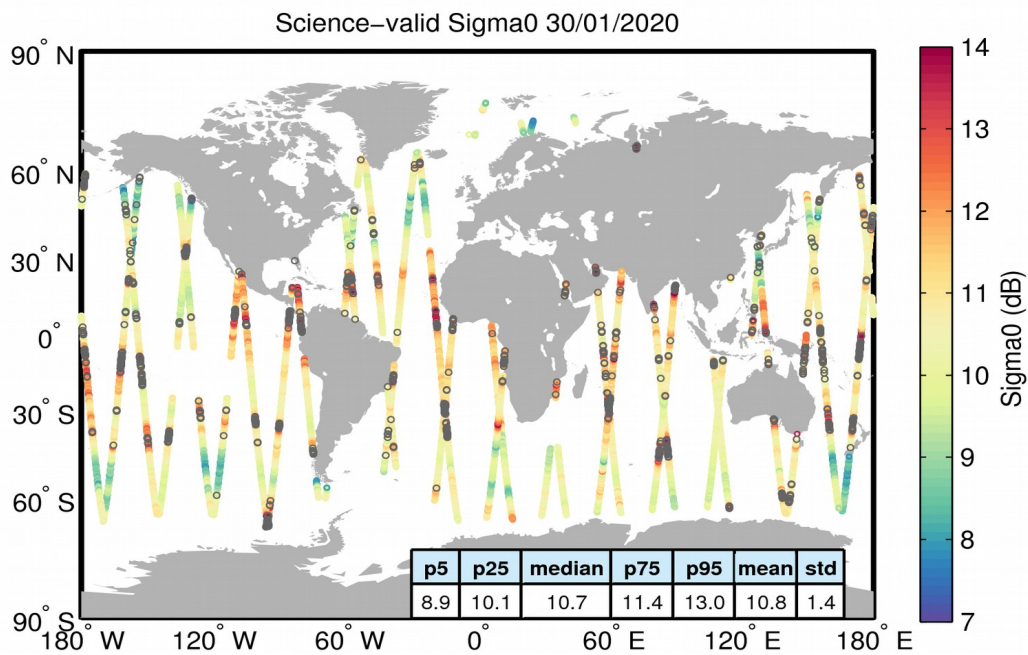 Science−valid Sigma0 30/01/2020
90° N
60° N
30° N
0°
30° S
60° S
90° S
180° W 120° W 60° W 0° 60° E 120° E 180° E
p5 p25 median p75 p95 mean std
8.9 10.1 10.7 11.4 13.0 10.8 1.4
14
13
12
11
10
9
8
7
Sigma0 (dB)